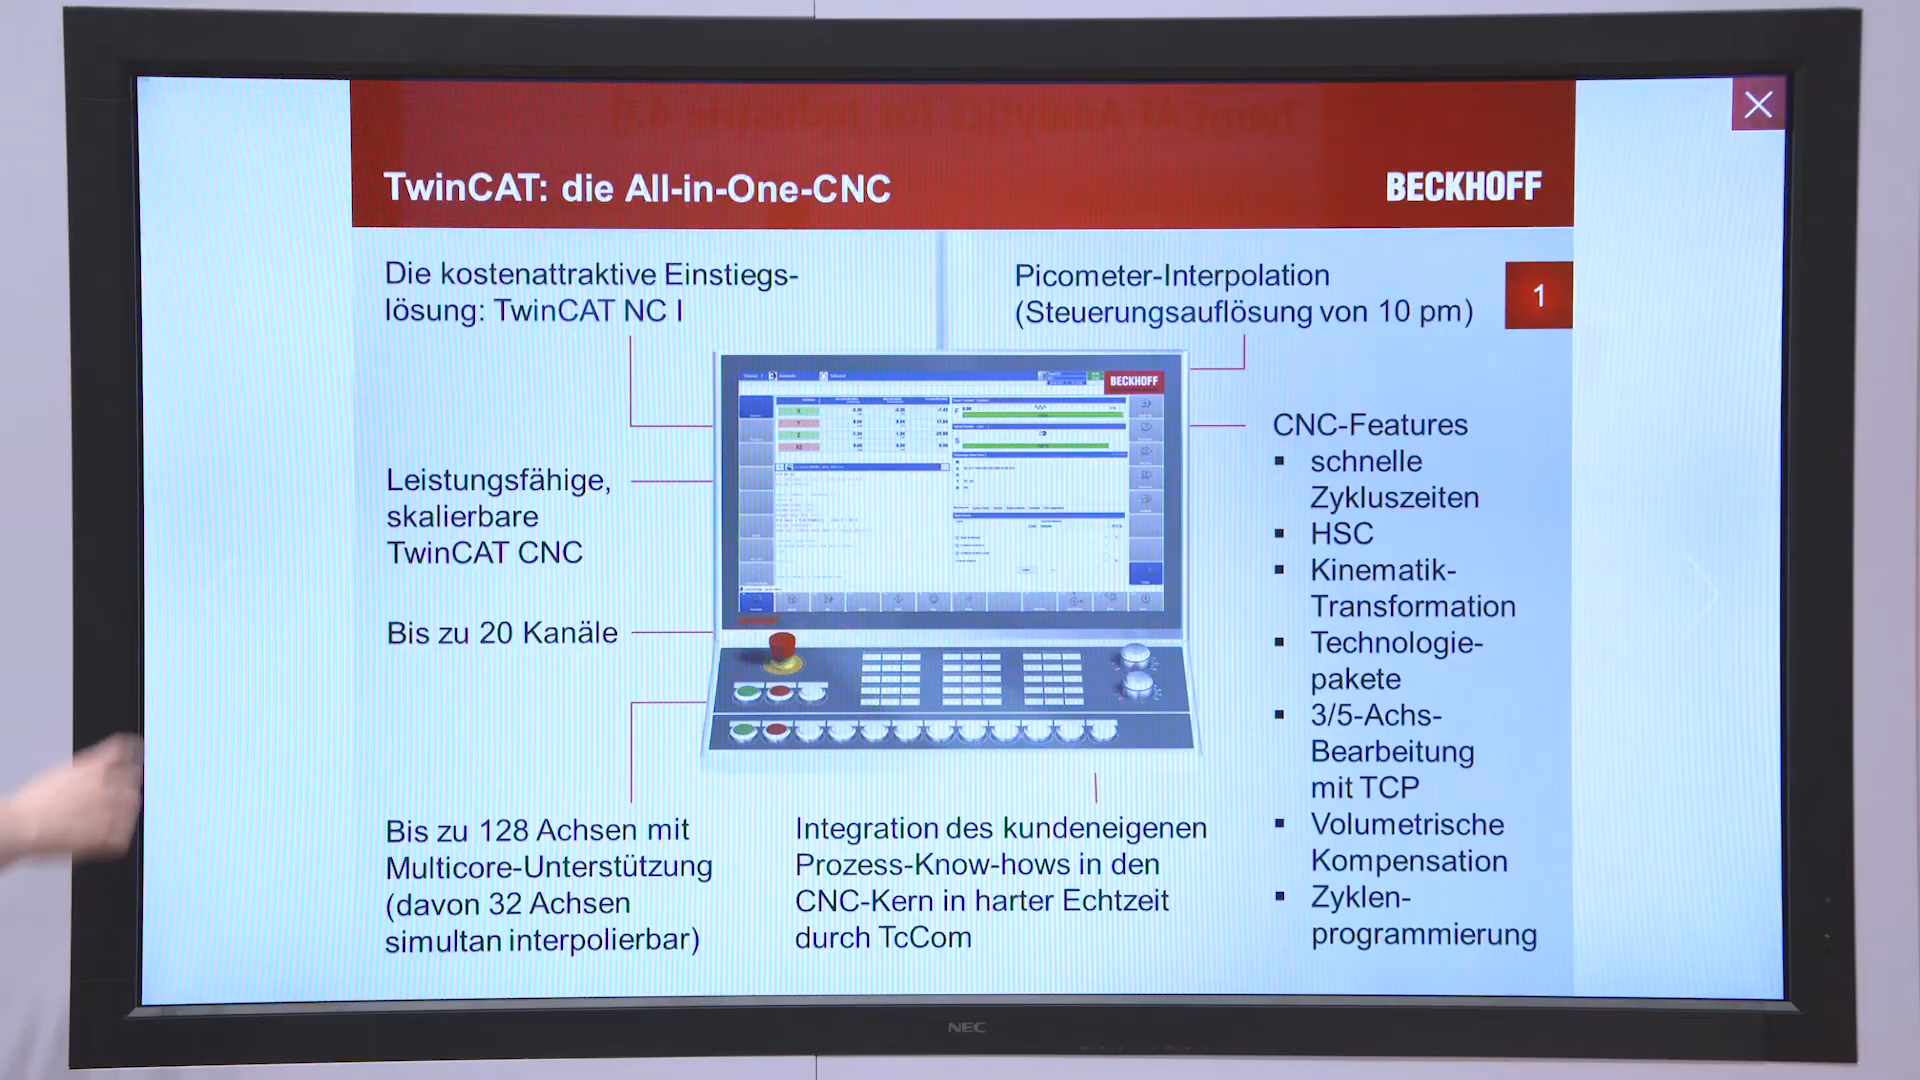 TwinCAT: die All-in-One-CNC
BECKHOFF
Die kostenattraktive Einstiegs-
lösung: TwinCAT NC I
Picometer-Interpolation
(Steuerungsauflösung von 10 pm)
1
BECKHOFF
Leistungsfähige,
skalierbare
TwinCAT CNC
Bis zu 20 Kanäle
Bis zu 128 Achsen mit
Multicore-Unterstützung
(davon 32 Achsen
simultan interpolierbar)
Integration des kundeneigenen
Prozess-Know-hows in den
CNC-Kern in harter Echtzeit
durch TcCom
CNC-Features
▪ schnelle
Zykluszeiten
▪ HSC
▪ Kinematik-
Transformation
▪ Technologie-
pakete
▪ 3/5-Achs-
Bearbeitung
mit TCP
▪ Volumetrische
Kompensation
▪ Zyklen-
programmierung
NEC